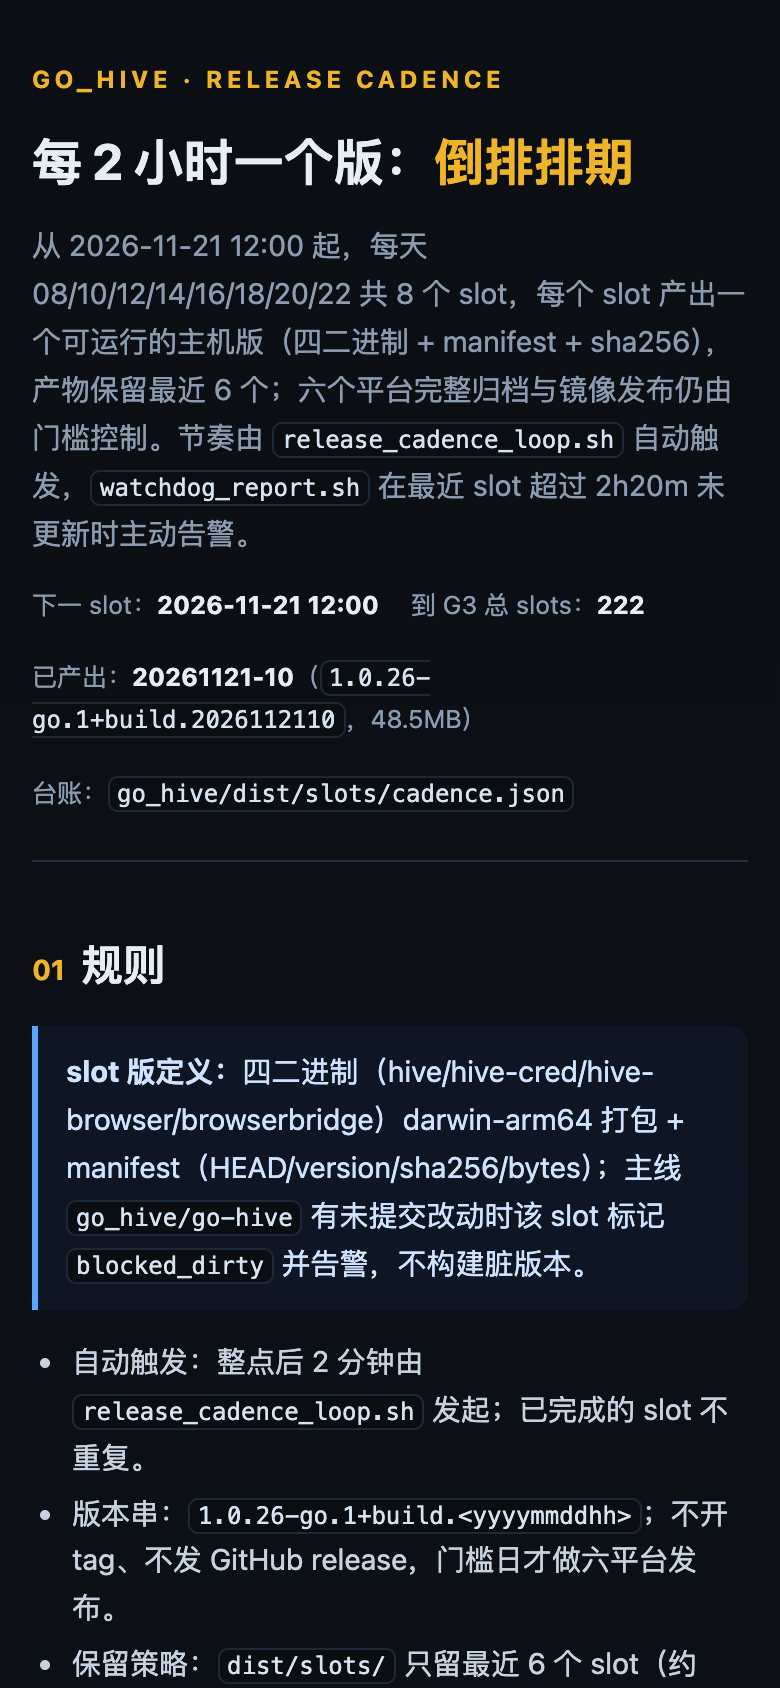 GO_HIVE · RELEASE CADENCE
每 2 小时一个版：倒排排期
从 2026-11-21 12:00 起，每天
08/10/12/14/16/18/20/22 共 8 个 slot，每个 slot 产出一
个可运行的主机版（四二进制 + manifest + sha256），
产物保留最近 6 个；六个平台完整归档与镜像发布仍由
门槛控制。节奏由 release_cadence_loop.sh 自动触
发，watchdog_report.sh 在最近 slot 超过 2h20m 未
更新时主动告警。
下一 slot：2026-11-21 12:00 到 G3 总 slots：222
已产出：20261121-10（1.0.26-
go.1+build.2026112110，48.5MB）
台账：go_hive/dist/slots/cadence.json
01 规则
slot 版定义：四二进制（hive/hive-cred/hive-
browser/browserbridge）darwin-arm64 打包 +
manifest（HEAD/version/sha256/bytes）；主线
go_hive/go-hive 有未提交改动时该 slot 标记
blocked_dirty 并告警，不构建脏版本。
• 自动触发：整点后 2 分钟由
release_cadence_loop.sh 发起；已完成的 slot 不
重复。
• 版本串：1.0.26-go.1+build.<yyyymmddhh>；不开
tag、不发 GitHub release，门槛日才做六平台发
布。
• 保留策略：dist/slots/ 只留最近 6 个 slot（约